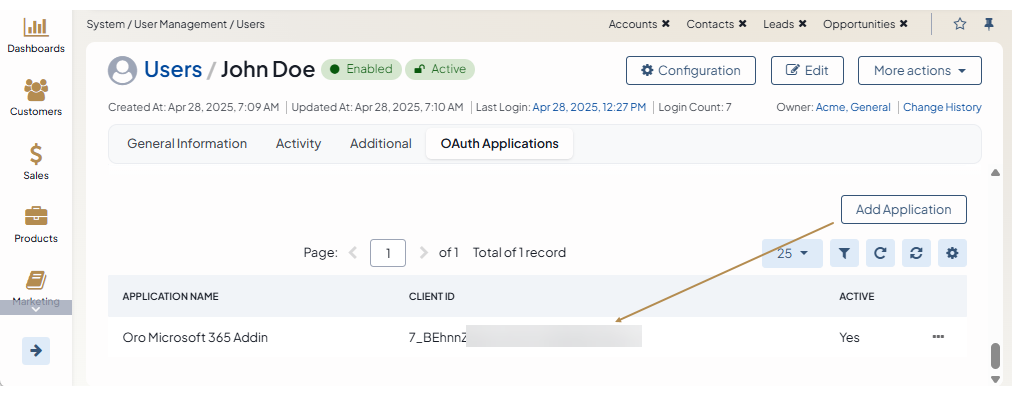 System / User Management / Users
Accounts ✖ Contacts ✖ Leads ✖ Opportunities ✖
Dashboards
Customers
Sales
Products
Marketing
Users / John Doe Enabled Active
Configuration Edit More actions
Created At: Apr 28, 2025, 7:09 AM | Updated At: Apr 28, 2025, 7:10 AM | Last Login: Apr 28, 2025, 12:27 PM | Login Count: 7 Owner: Acme, General | Change History
General Information Activity Additional OAuth Applications
Add Application
Page: < 1 > of 1 Total of 1 record 25
APPLICATION NAME CLIENT ID ACTIVE
Oro Microsoft 365 Addin 7_BEhnnZ Yes ...